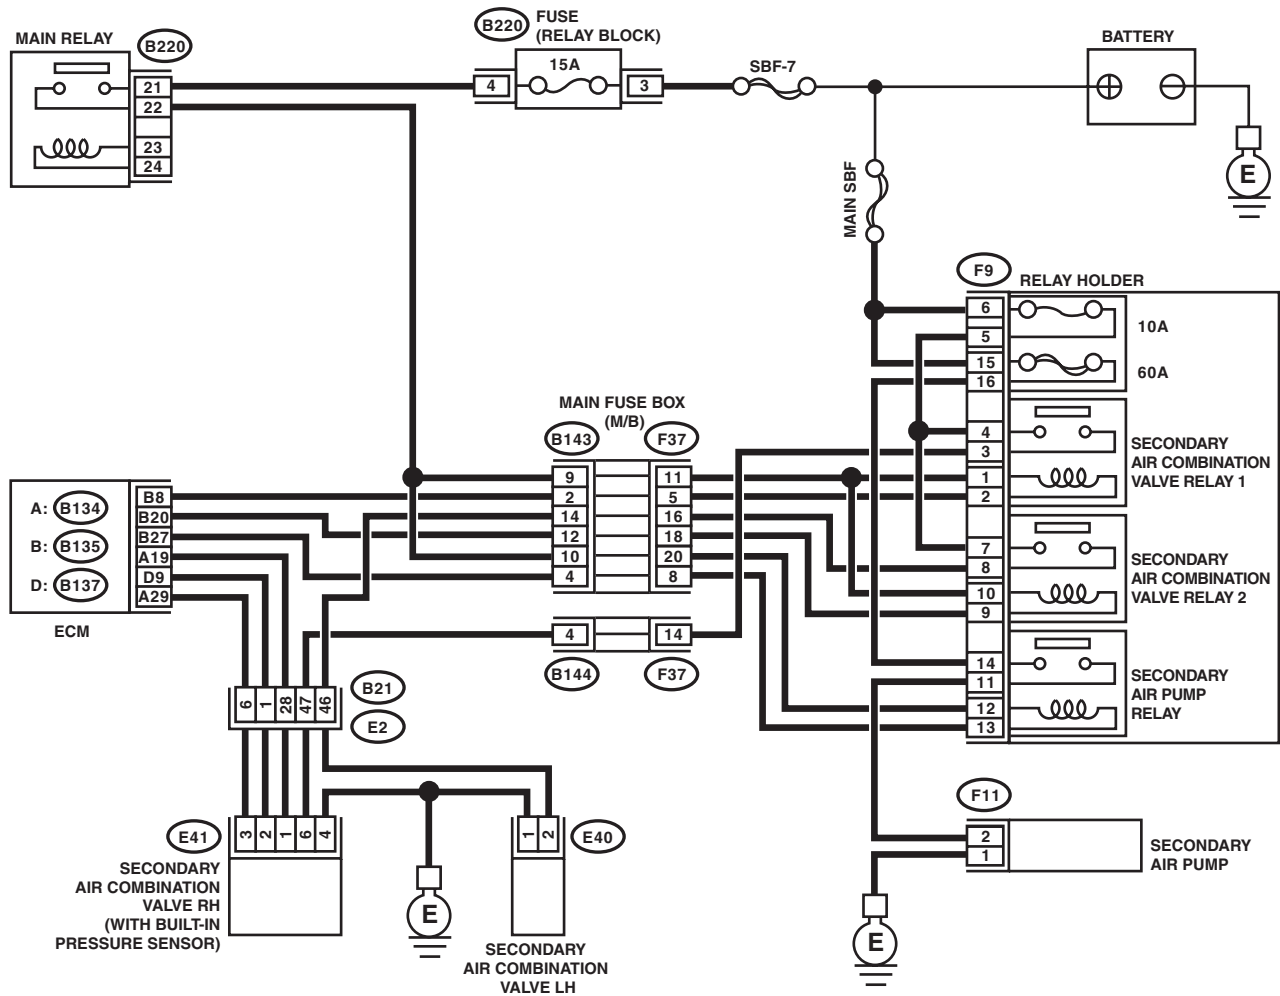 MAIN RELAY
B220
21
22
23
24
B220
FUSE
(RELAY BLOCK)
15A
4
3
SBF-7
BATTERY
E
MAIN SBF
F9
RELAY HOLDER
6
5
15
16
4
3
1
2
7
8
10
9
14
11
12
13
10A
60A
SECONDARY
AIR COMBINATION
VALVE RELAY 1
SECONDARY
AIR COMBINATION
VALVE RELAY 2
SECONDARY
AIR PUMP
RELAY
MAIN FUSE BOX
(M/B)
B143
F37
9
11
2
5
14
16
12
18
10
20
4
8
4
14
B144
F37
A: B134
B: B135
D: B137
B8
B20
B27
A19
D9
A29
ECM
6
1
28
47
46
B21
E2
E41
3
2
1
6
4
SECONDARY
AIR COMBINATION
VALVE RH
(WITH BUILT-IN
PRESSURE SENSOR)
E
1
2
E40
SECONDARY
AIR COMBINATION
VALVE LH
F11
2
1
SECONDARY
AIR PUMP
E